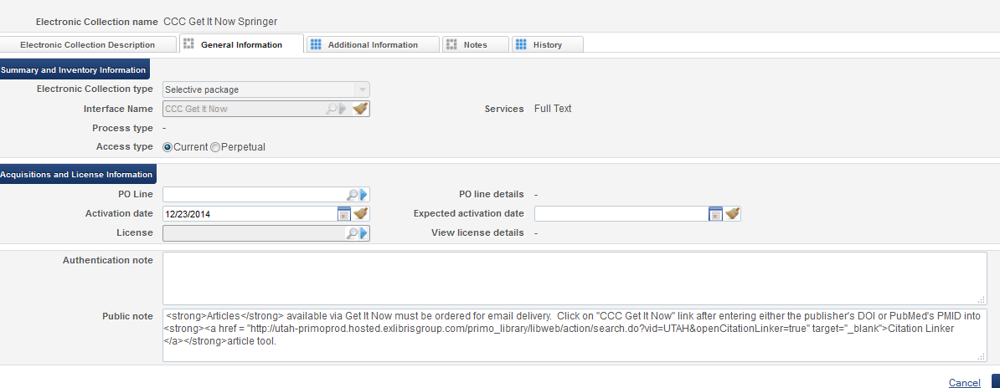 Electronic Collection name CCC Get It Now Springer
Electronic Collection Description General Information Additional Information Notes History
Summary and Inventory Information
Electronic Collection type Selective package
Interface Name CCC Get It Now Services Full Text
Process type -
Access type Current Perpetual
Acquisitions and License Information
PO Line PO line details -
Activation date 12/23/2014 Expected activation date
License View license details -
Authentication note
Public note <strong>Articles</strong> available via Get It Now must be ordered for email delivery. Click on "CCC Get It Now" link after entering either the publisher's DOI or PubMed's PMID into
<strong><a href = "http://utah-primoprod.hosted.exlibrisgroup.com/primo_library/libweb/action/search.do?vid=UTAH&openCitationLinker=true" target="_blank">Citation Linker
</a></strong>article tool.
Cancel